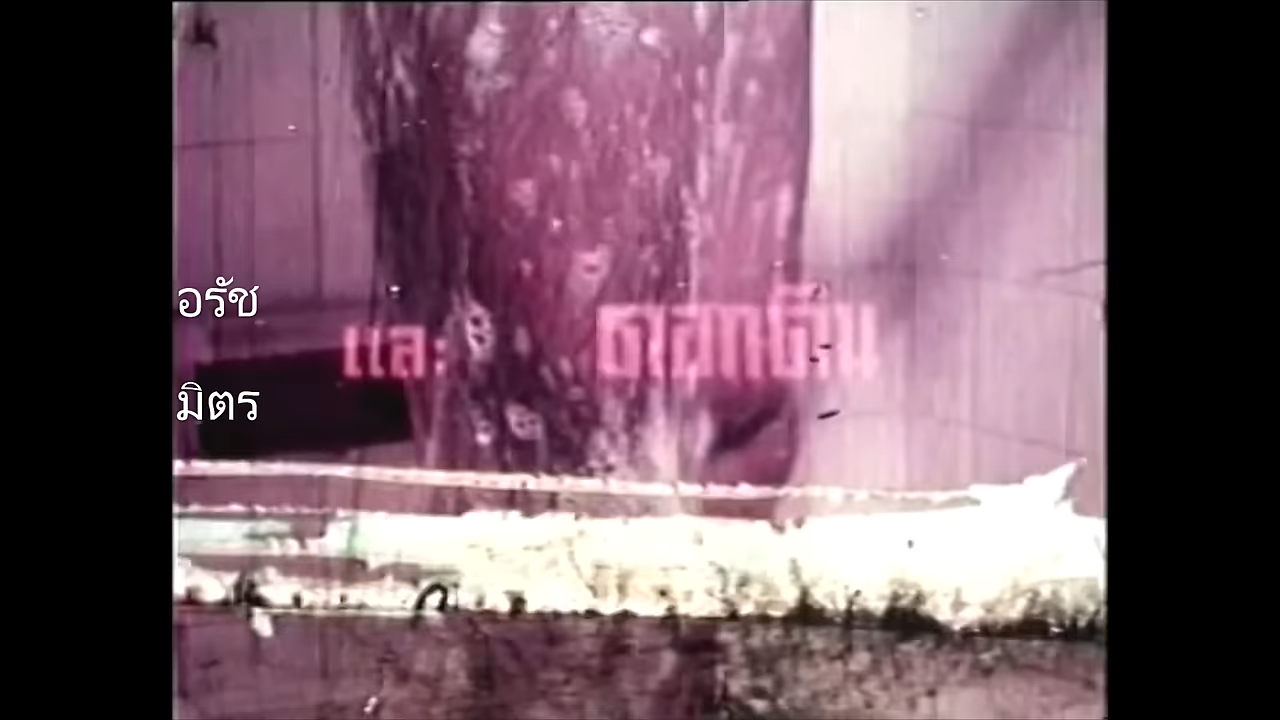 อรัช
และ ดอกดิน
มิตร